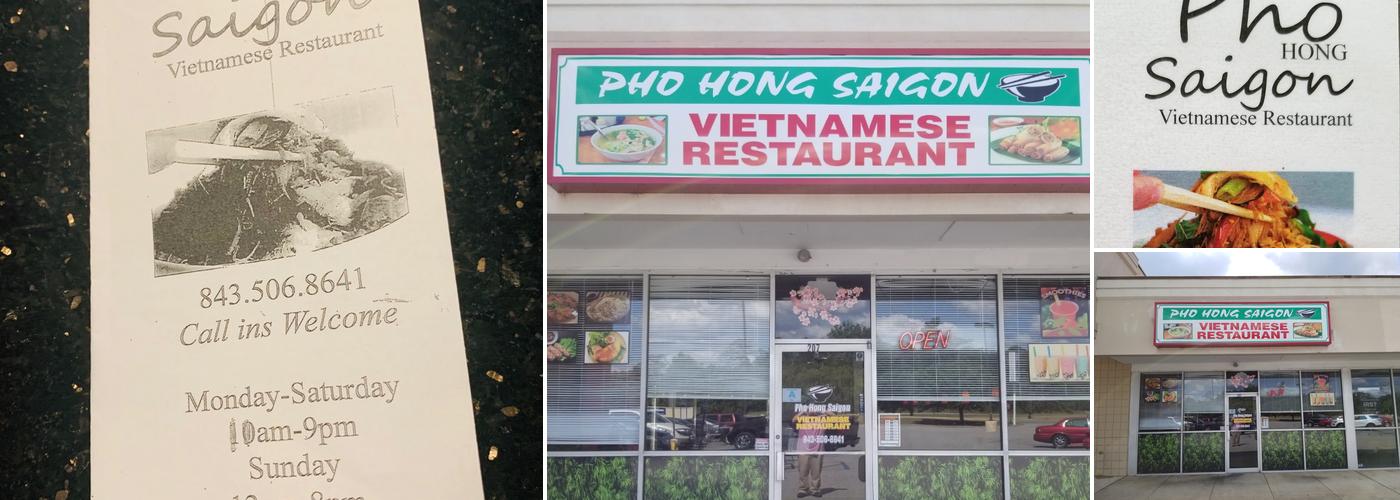 Saigon
Vietnamese Restaurant
843.506.8641
Call ins Welcome
Monday-Saturday
10am-9pm
Sunday
PHO HONG SAIGON
VIETNAMESE
RESTAURANT
SMOOTHIES
OPEN
207
A
Pho Hong Saigon
VIETNAMESE
RESTAURANT
843-506-8641
Pho
HONG
Saigon
Vietnamese Restaurant
PHO HONG SAIGON
VIETNAMESE
RESTAURANT